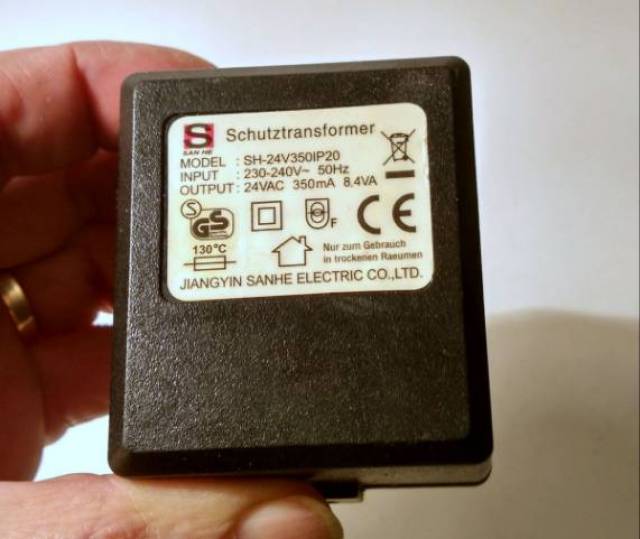 S Schutztransformer
SAN HE
MODEL : SH-24V350IP20
INPUT : 230-240V~ 50Hz
OUTPUT : 24VAC 350mA 8.4VA
S GS F CE
130°C
Nur zum Gebrauch
in trockenen Raeumen
JIANGYIN SANHE ELECTRIC CO.,LTD.